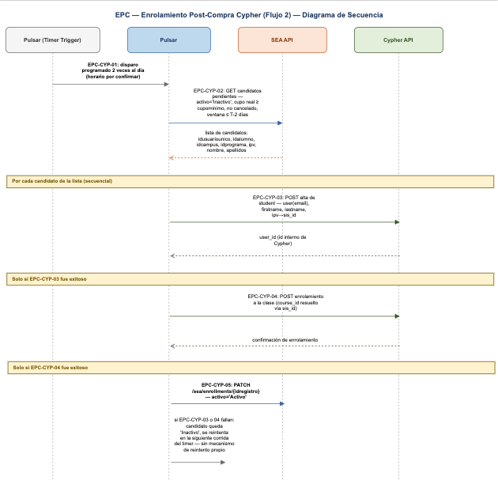 EPC — Enrolamiento Post-Compra Cypher (Flujo 2) — Diagrama de Secuencia
Pulsar (Timer Trigger)
Pulsar
SEA API
Cypher API
EPC-CYP-01: disparo
programado 2 veces al día
(horario por confirmar)
EPC-CYP-02: GET candidatos
pendientes —
activo='Inactivo', cupo real ≥
cupominimo, no cancelado,
ventana ≤ T-2 días
lista de candidatos:
idusuariounico, idalumno,
idcampus, idprograma, ipv,
nombre, apellidos
Por cada candidato de la lista (secuencial)
EPC-CYP-03: POST alta de
student — user(email),
firstname, lastname,
ipv→sis_id
user_id (id interno de
Cypher)
Solo si EPC-CYP-03 fue exitoso
EPC-CYP-04: POST enrolamiento
a la clase (course_id resuelto
vía sis_id)
confirmación de enrolamiento
Solo si EPC-CYP-04 fue exitoso
EPC-CYP-05: PATCH
/sea/enrollments/{idregistro}
— activo='Activo'
si EPC-CYP-03 o 04 fallan:
candidato queda
'Inactivo', se reintenta
en la siguiente corrida
del timer — sin mecanismo
de reintento propio